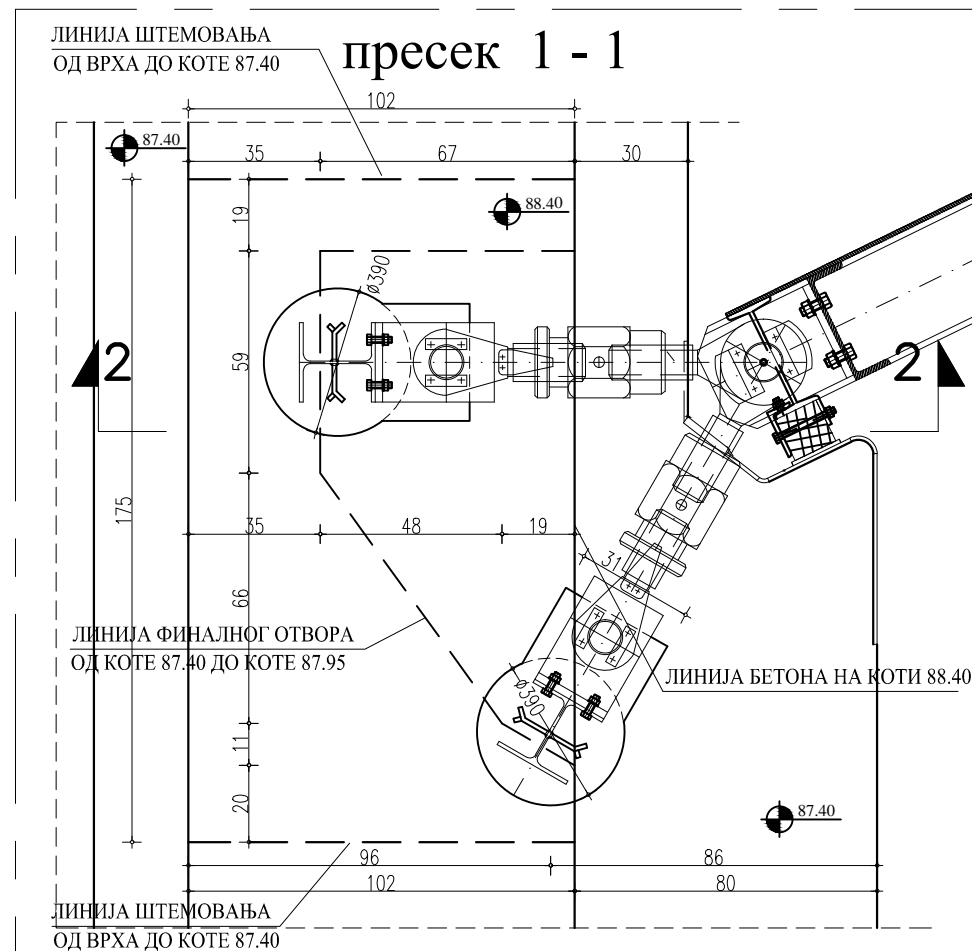 ЛИНИЈА ШТЕМОВАЊА
ОД ВРХА ДО КОТЕ 87.40
пресек 1 - 1
102
87.40
35
67
30
19
88.40
ø390
59
2
2
175
35
48
19
31
66
ЛИНИЈА ФИНАЛНОГ ОТВОРА
ОД КОТЕ 87.40 ДО КОТЕ 87.95
ЛИНИЈА БЕТОНА НА КОТИ 88.40
ø390
11
20
87.40
96
86
102
80
ЛИНИЈА ШТЕМОВАЊА
ОД ВРХА ДО КОТЕ 87.40